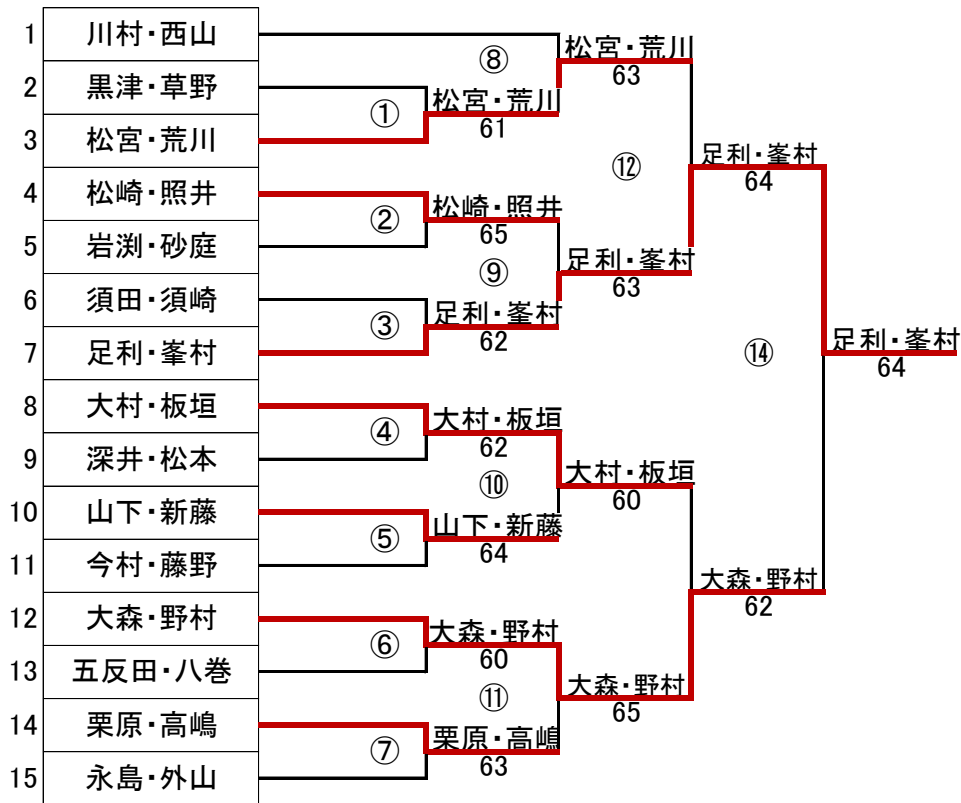 1 川村・西山
2 黒津・草野
3 松宮・荒川
4 松崎・照井
5 岩渕・砂庭
6 須田・須崎
7 足利・峯村
8 大村・板垣
9 深井・松本
10 山下・新藤
11 今村・藤野
12 大森・野村
13 五反田・八巻
14 栗原・高嶋
15 永島・外山
①
松宮・荒川
61
②
松崎・照井
65
③
足利・峯村
62
④
大村・板垣
62
⑤
山下・新藤
64
⑥
大森・野村
60
⑦
栗原・高嶋
63
⑧
松宮・荒川
63
⑨
足利・峯村
63
⑩
大村・板垣
60
⑪
大森・野村
65
⑫
足利・峯村
64
大森・野村
62
⑭
足利・峯村
64